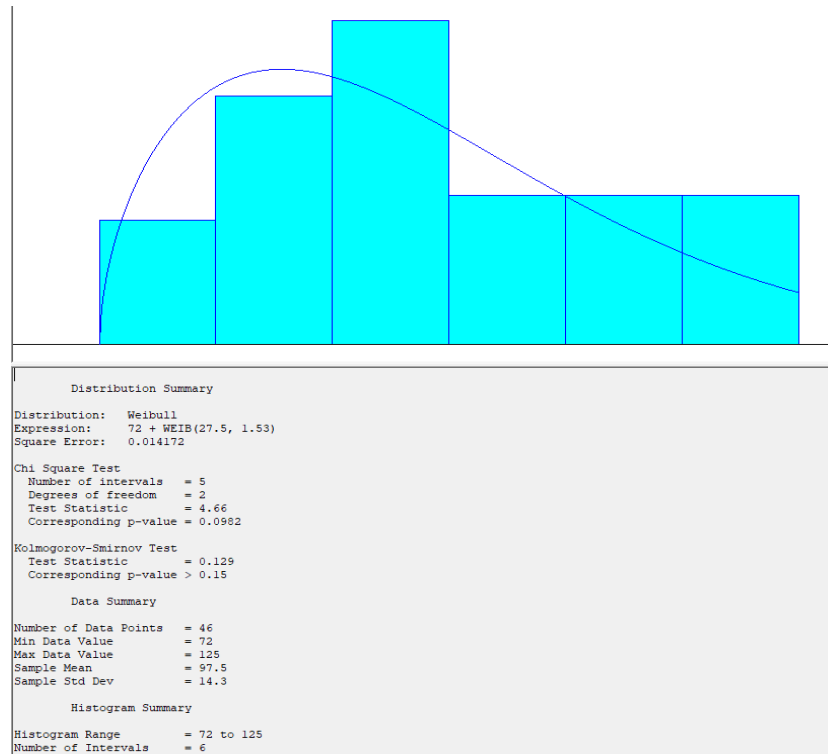 Distribution Summary
Distribution:   Weibull
Expression:     72 + WEIB(27.5, 1.53)
Square Error:   0.014172
Chi Square Test
Number of intervals   = 5
Degrees of freedom    = 2
Test Statistic        = 4.66
Corresponding p-value = 0.0982
Kolmogorov-Smirnov Test
Test Statistic        = 0.129
Corresponding p-value > 0.15
Data Summary
Number of Data Points   = 46
Min Data Value          = 72
Max Data Value          = 125
Sample Mean             = 97.5
Sample Std Dev          = 14.3
Histogram Summary
Histogram Range         = 72 to 125
Number of Intervals     = 6